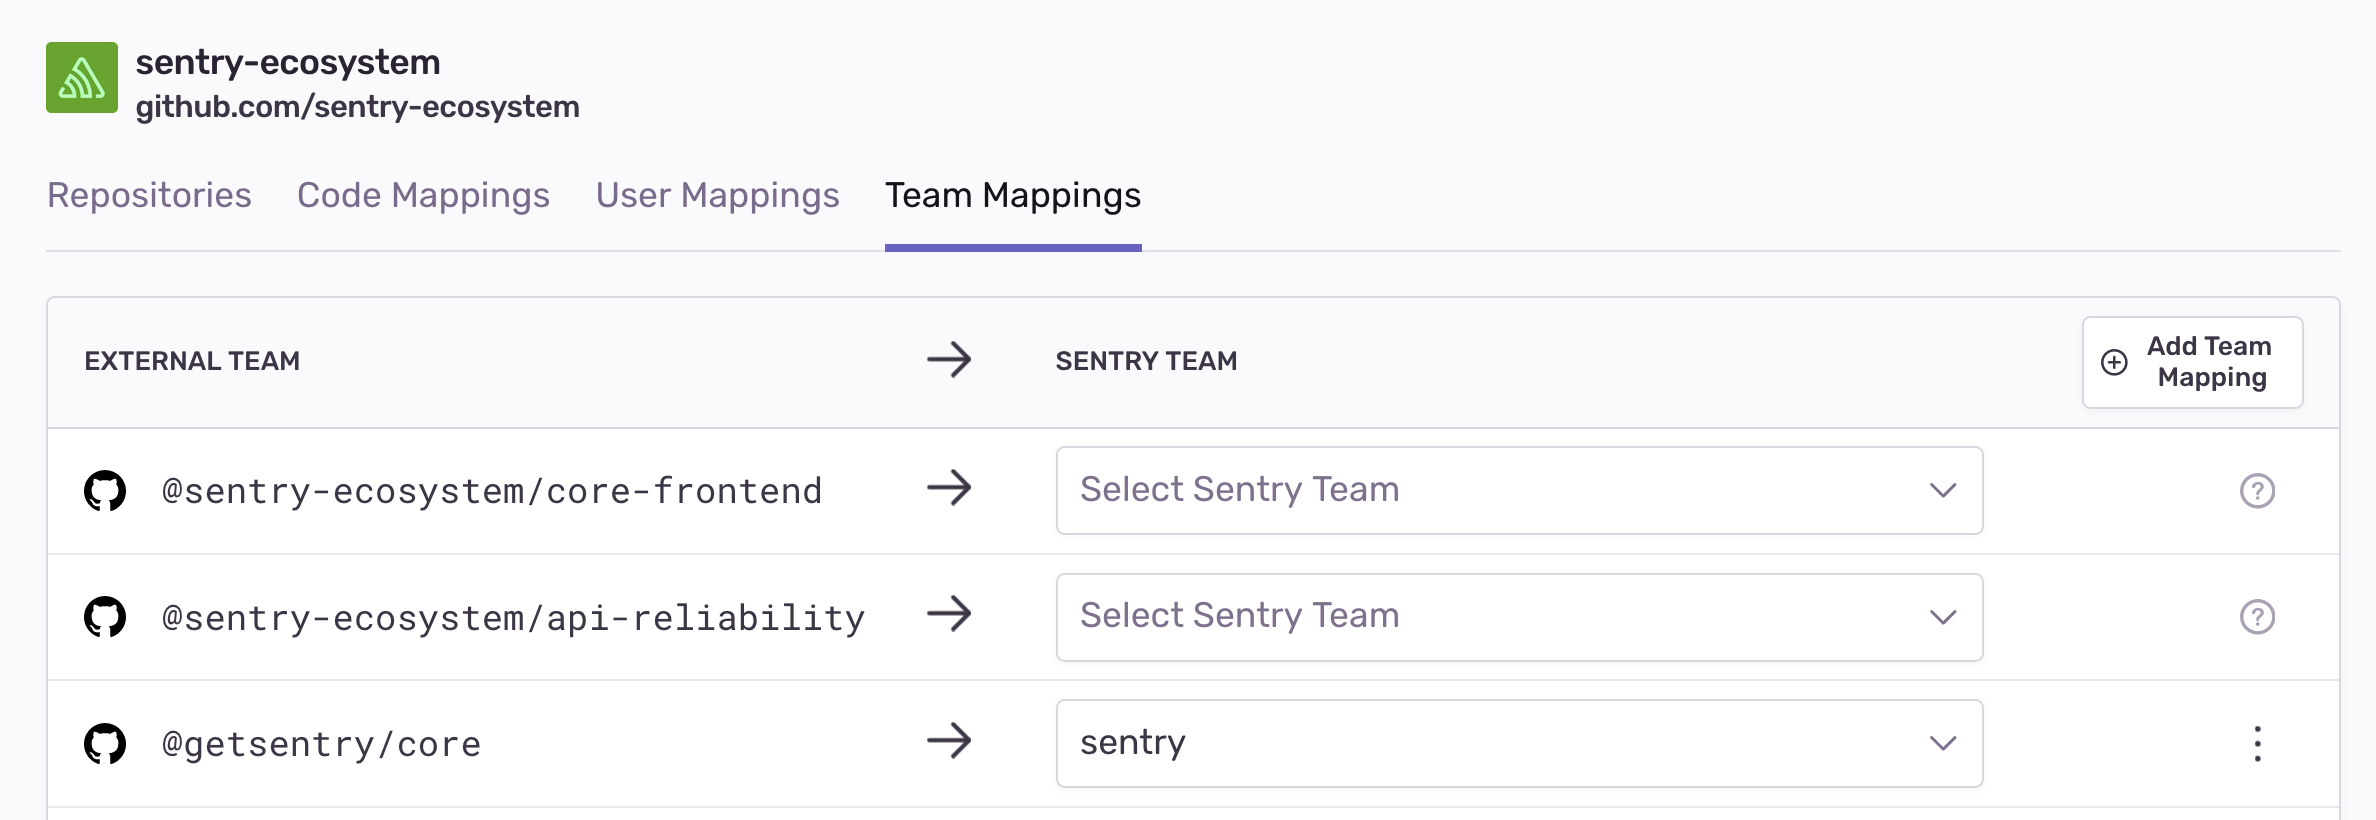 sentry-ecosystem
github.com/sentry-ecosystem
Repositories Code Mappings User Mappings Team Mappings
EXTERNAL TEAM SENTRY TEAM Add Team
Mapping
@sentry-ecosystem/core-frontend Select Sentry Team
@sentry-ecosystem/api-reliability Select Sentry Team
@getsentry/core sentry